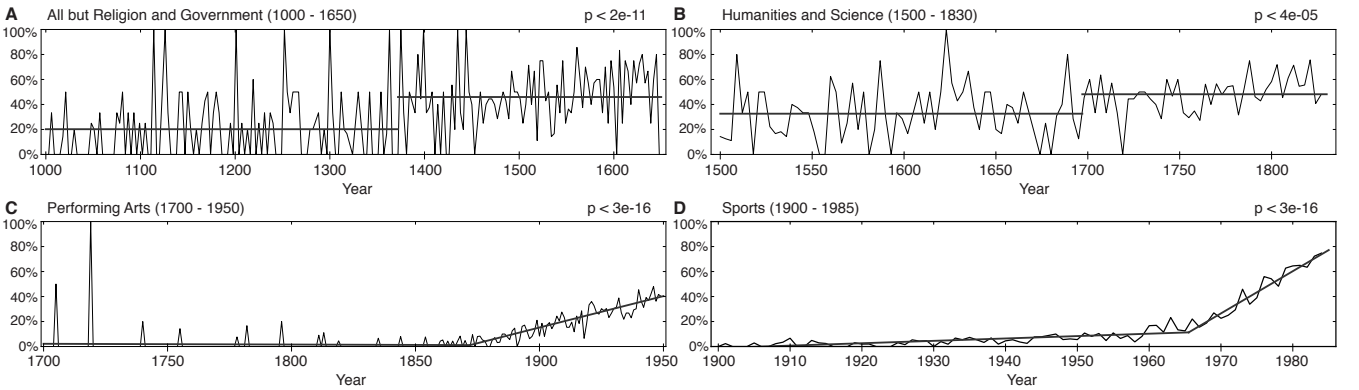 A All but Religion and Government (1000 - 1650) p < 2e-11
100%
80%
60%
40%
20%
0%
1000 1100 1200 1300 1400 1500 1600
Year
B Humanities and Science (1500 - 1830) p < 4e-05
100%
80%
60%
40%
20%
0%
1500 1550 1600 1650 1700 1750 1800
Year
C Performing Arts (1700 - 1950) p < 3e-16
100%
80%
60%
40%
20%
0%
1700 1750 1800 1850 1900 1950
Year
D Sports (1900 - 1985) p < 3e-16
100%
80%
60%
40%
20%
0%
1900 1910 1920 1930 1940 1950 1960 1970 1980
Year